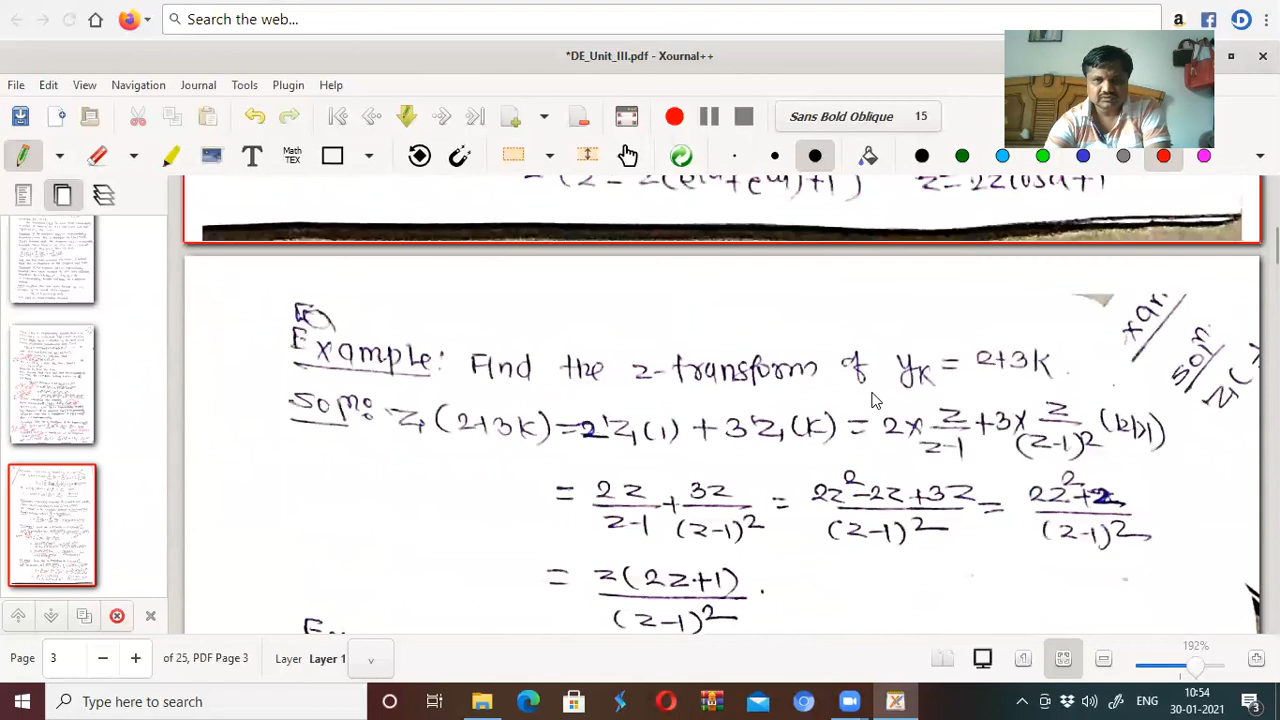 Search the web...
*DE_Unit_III.pdf - Xournal++
File Edit View Navigation Journal Tools Plugin Help
Sans Bold Oblique 15
T Math TEX
Example: Find the z-transform of yk = 2+3k
Soln: Z(2+3k) = 2Z(1) + 3Z(k) = 2×z/(z-1) + 3×z/(z-1)² (|z|>1)
= 2z/(z-1) + 3z/(z-1)² = (2z²-2z+3z)/(z-1)² = (2z²+z)/(z-1)²
= z(2z+1)/(z-1)².
Page 3 of 25, PDF Page 3 Layer Layer 1 192%
Type here to search
ENG
10:54
30-01-2021
3